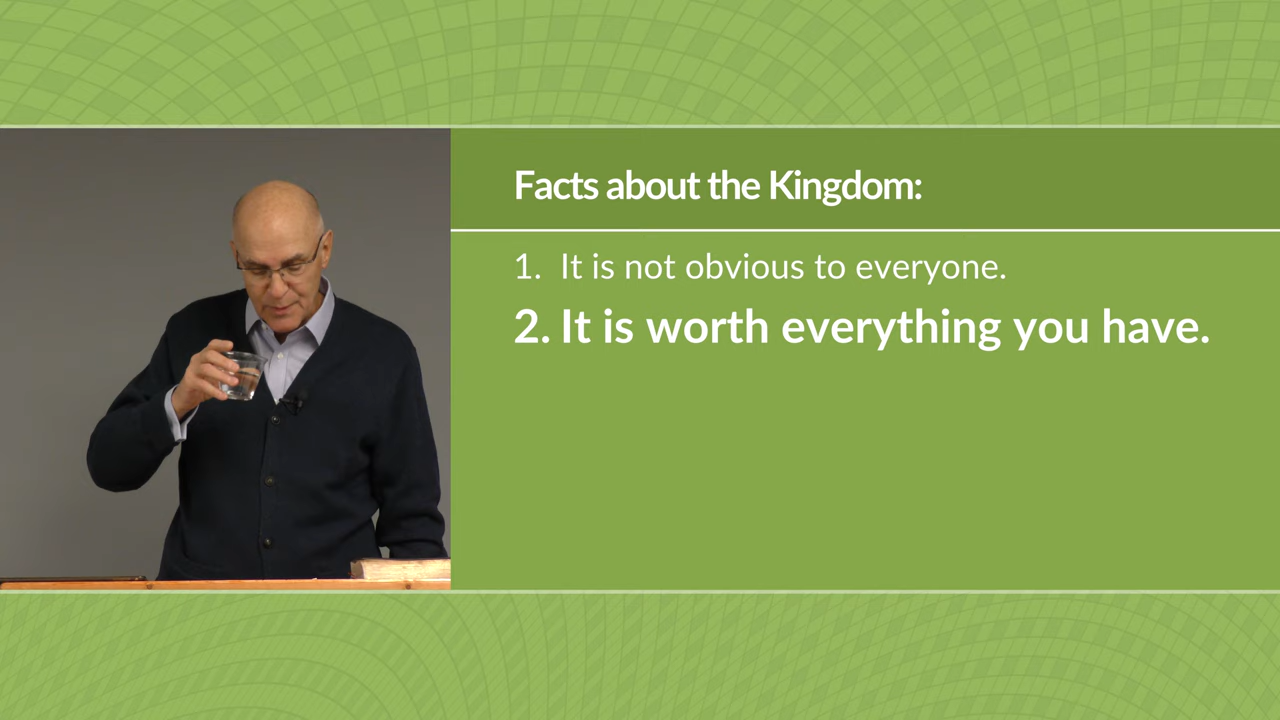 Facts about the Kingdom:
1. It is not obvious to everyone.
2. It is worth everything you have.